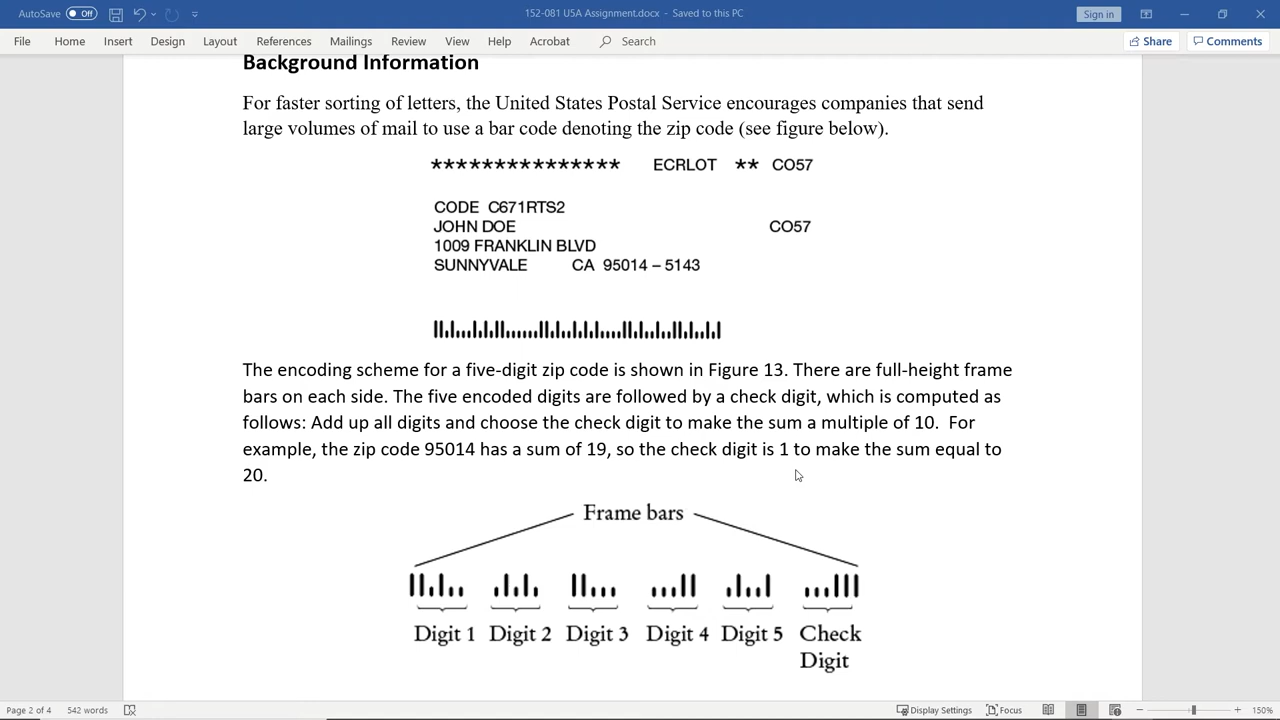 AutoSave Off 152-081 U5A Assignment.docx - Saved to this PC Sign in
File Home Insert Design Layout References Mailings Review View Help Acrobat Search Share Comments
Background Information
For faster sorting of letters, the United States Postal Service encourages companies that send
large volumes of mail to use a bar code denoting the zip code (see figure below).
*************** ECRLOT ** CO57
CODE C671RTS2
JOHN DOE CO57
1009 FRANKLIN BLVD
SUNNYVALE CA 95014 – 5143
The encoding scheme for a five-digit zip code is shown in Figure 13. There are full-height frame
bars on each side. The five encoded digits are followed by a check digit, which is computed as
follows: Add up all digits and choose the check digit to make the sum a multiple of 10. For
example, the zip code 95014 has a sum of 19, so the check digit is 1 to make the sum equal to
20.
Frame bars
Digit 1 Digit 2 Digit 3 Digit 4 Digit 5 Check
Digit
Page 2 of 4 542 words Display Settings Focus 150%